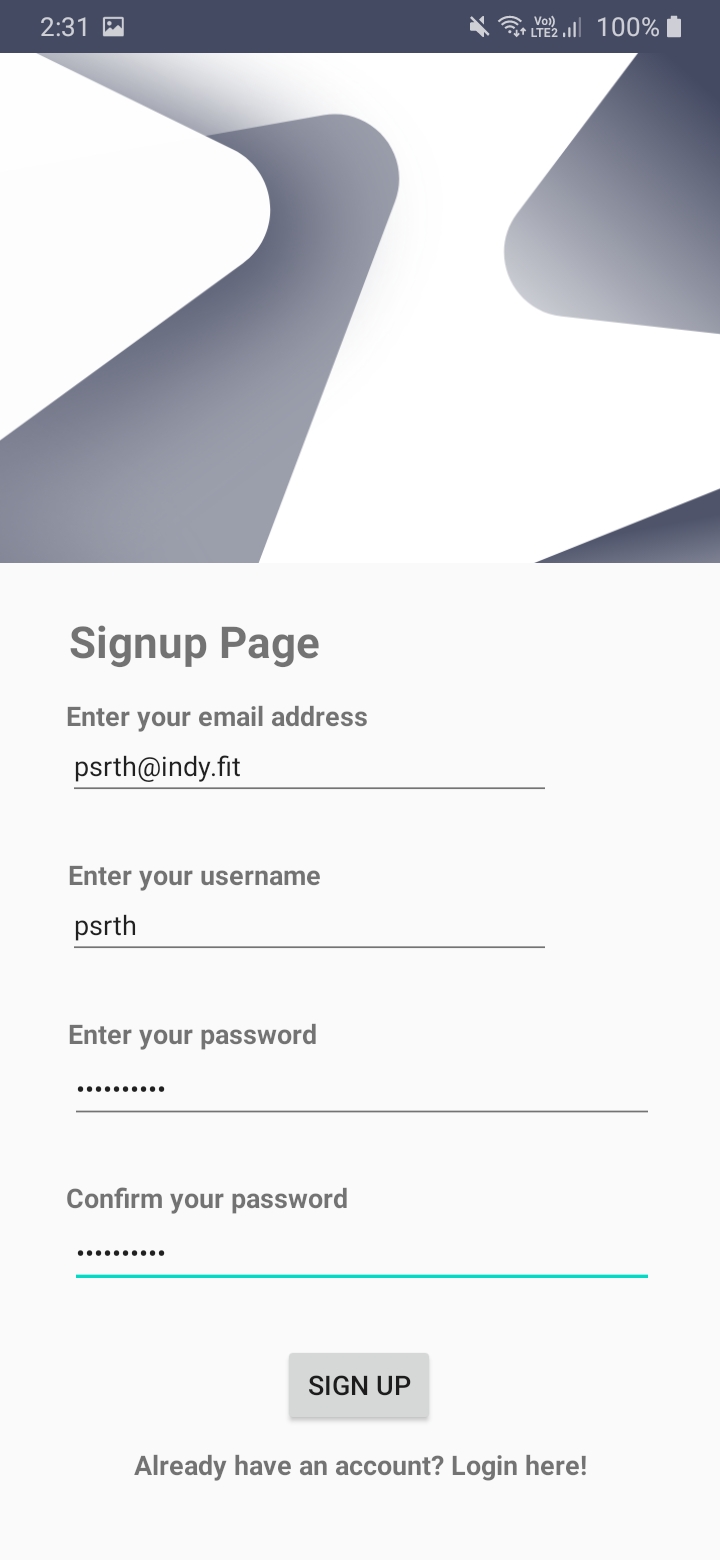 2:31 Vo)) LTE2 100%
Signup Page
Enter your email address
psrth@indy.fit
Enter your username
psrth
Enter your password
••••••••••
Confirm your password
••••••••••
SIGN UP
Already have an account? Login here!